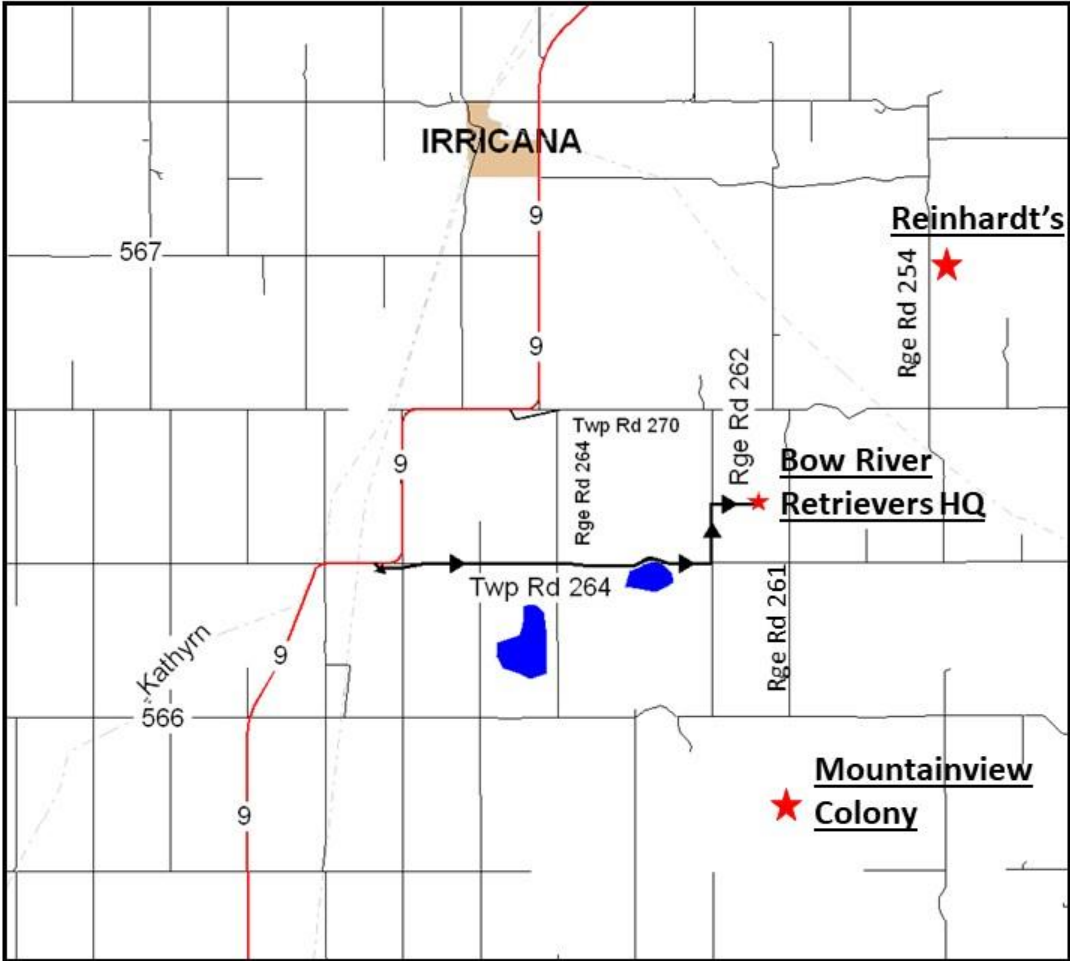 IRRICANA
9
Reinhardt's
567
Rge Rd 254
9
Rge Rd 262
Twp Rd 270
Rge Rd 264
9
Bow River
Retrievers HQ
Twp Rd 264
Rge Rd 261
Kathyrn
9
566
Mountainview
Colony
9